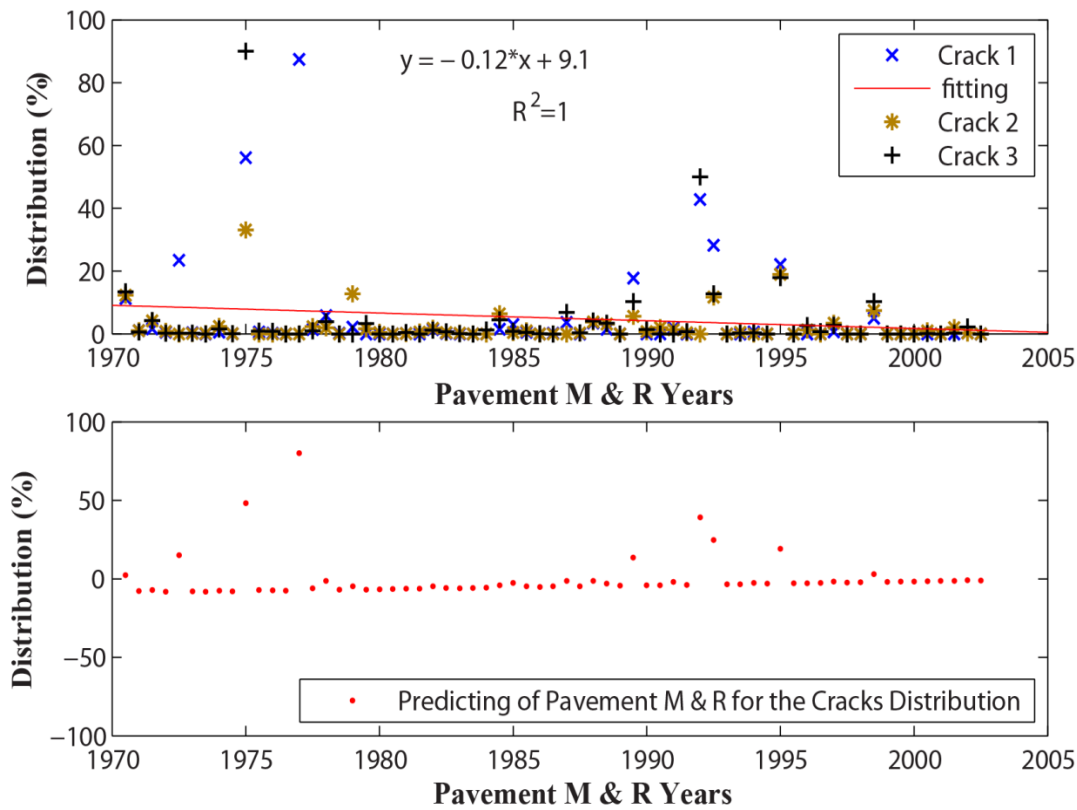 100
80
60
40
20
0
Distribution (%)
y = – 0.12*x + 9.1
R²=1
Crack 1
fitting
Crack 2
Crack 3
1970 1975 1980 1985 1990 1995 2000 2005
Pavement M & R Years
100
50
0
−50
−100
Distribution (%)
Predicting of Pavement M & R for the Cracks Distribution
1970 1975 1980 1985 1990 1995 2000 2005
Pavement M & R Years